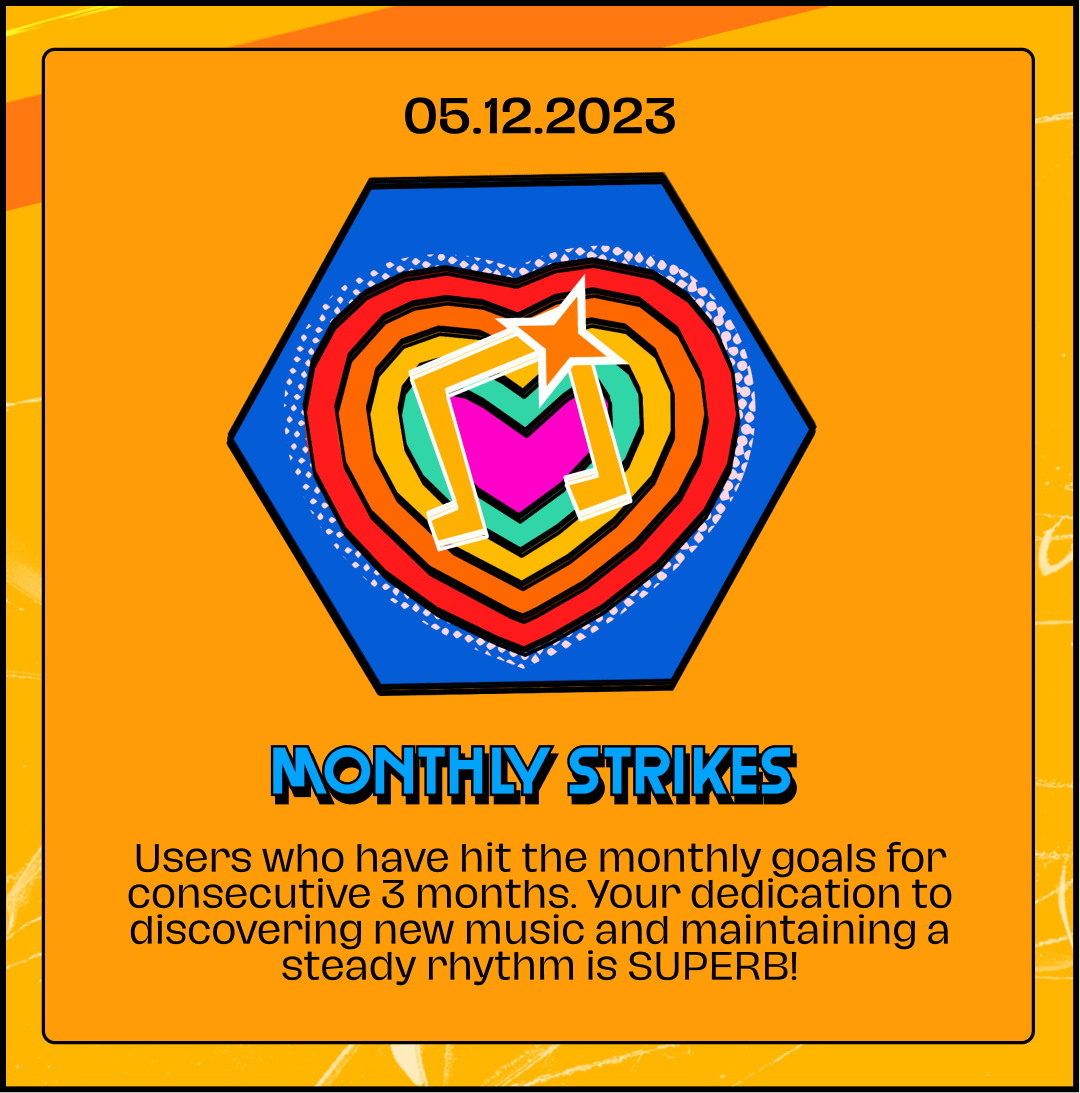 05.12.2023
MONTHLY STRIKES
Users who have hit the monthly goals for
consecutive 3 months. Your dedication to
discovering new music and maintaining a
steady rhythm is SUPERB!